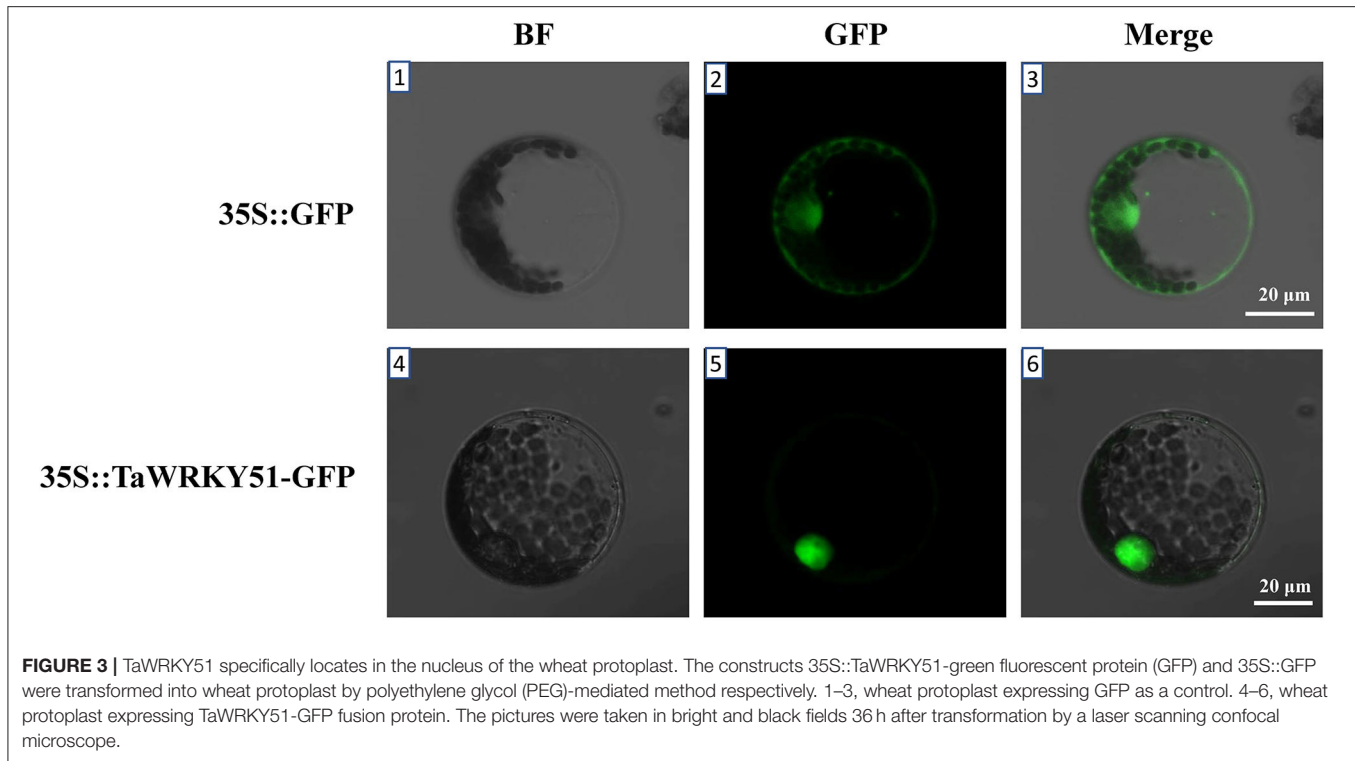 BF GFP Merge
1 2 3
35S::GFP
20 µm
4 5 6
35S::TaWRKY51-GFP
20 µm
FIGURE 3 | TaWRKY51 specifically locates in the nucleus of the wheat protoplast. The constructs 35S::TaWRKY51-green fluorescent protein (GFP) and 35S::GFP
were transformed into wheat protoplast by polyethylene glycol (PEG)-mediated method respectively. 1–3, wheat protoplast expressing GFP as a control. 4–6, wheat
protoplast expressing TaWRKY51-GFP fusion protein. The pictures were taken in bright and black fields 36 h after transformation by a laser scanning confocal
microscope.